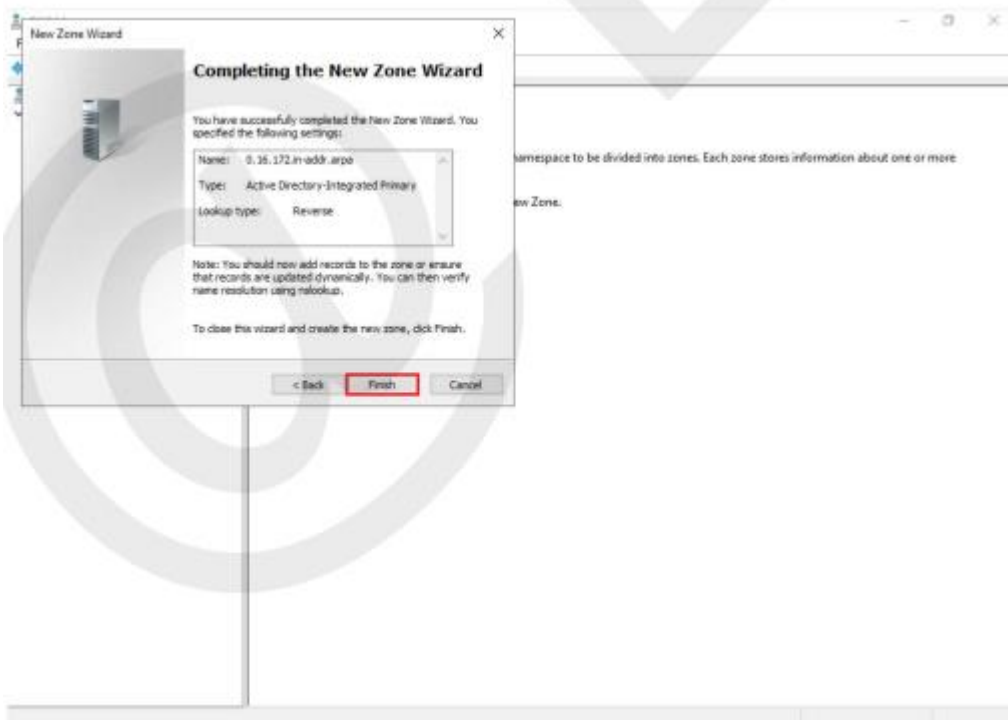 New Zone Wizard
Completing the New Zone Wizard
You have successfully completed the New Zone Wizard. You
specified the following settings:
Name: 0.16.172.in-addr.arpa
Type: Active Directory-Integrated Primary
Lookup type: Reverse
Note: You should now add records to the zone or ensure
that records are updated dynamically. You can then verify
name resolution using nslookup.
To close this wizard and create the new zone, click Finish.
< Back
Finish
Cancel
namespace to be divided into zones. Each zone stores information about one or more
ew Zone.